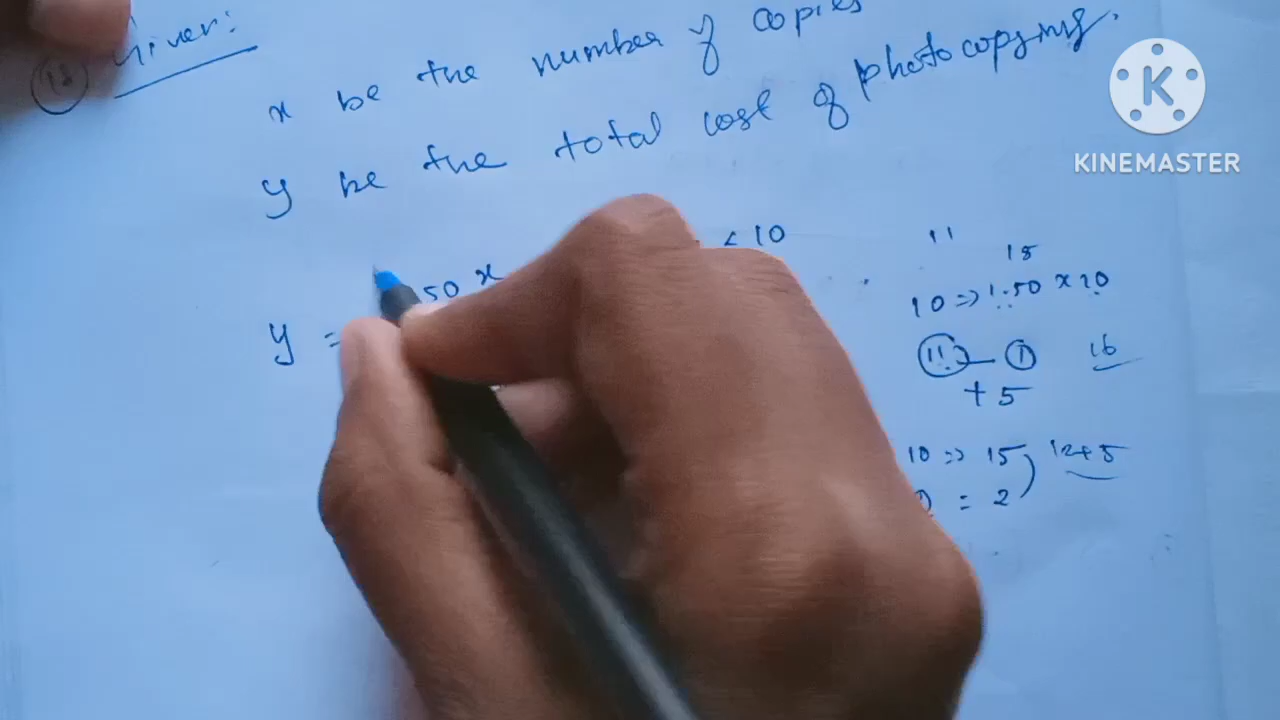 18 Given:
x be the number of copies
y be the total cost of photocopying.
y = 50 x < 10
11
15
10 => 1.50 x 10
11 — 1 16
+ 5
10 => 15 12+5
= 2
K
KINEMASTER